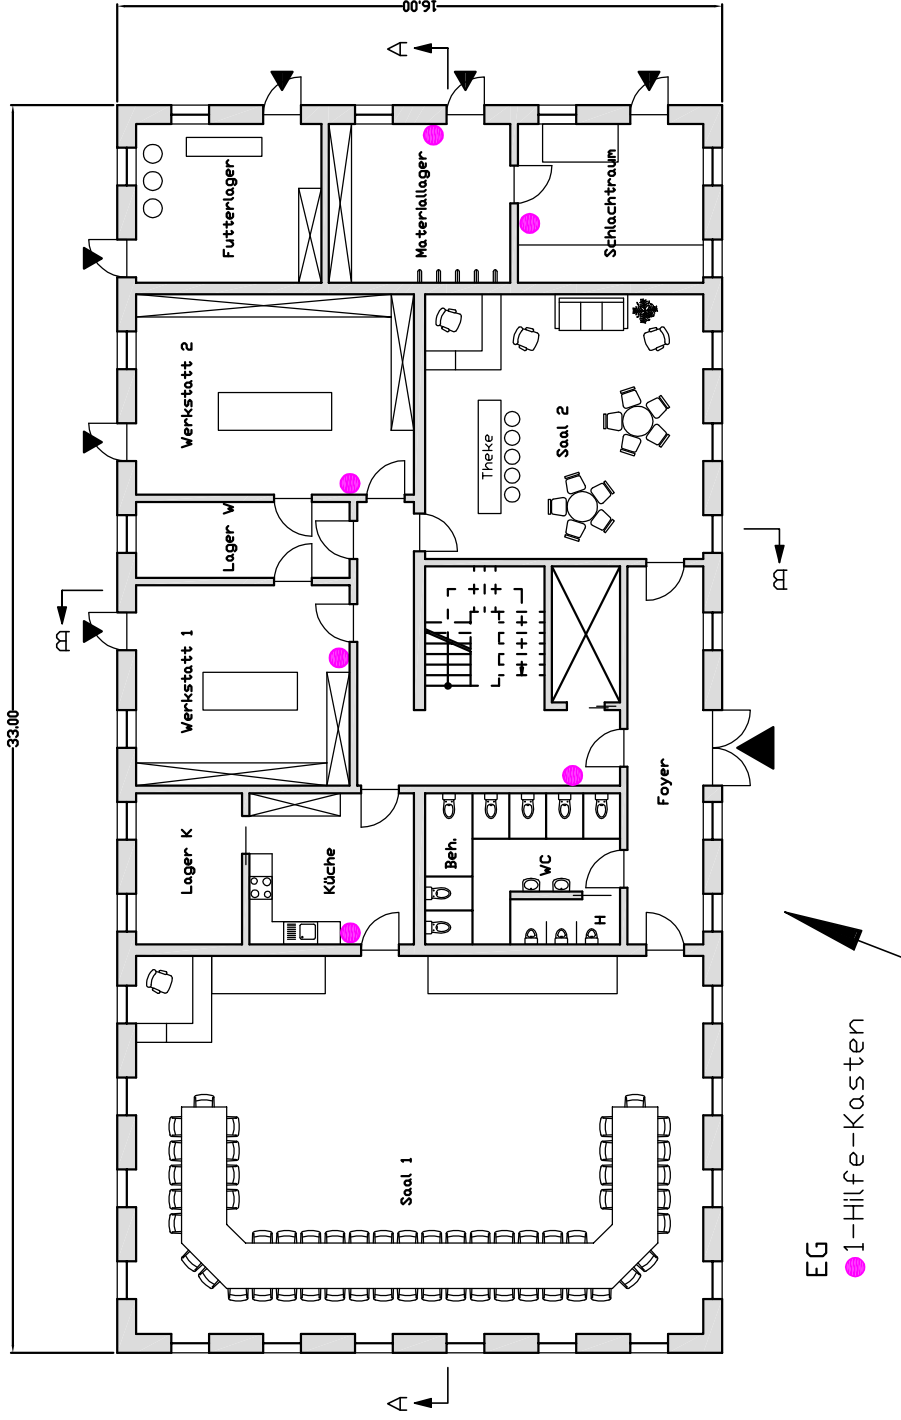 33.00
16.00
A
A
B
B
Futterlager
Materiallager
Schlachtraum
Werkstatt 2
Lager W
Werkstatt 1
Lager K
Küche
Theke
Saal 2
Foyer
Beh.
WC
H
Saal 1
EG
1-Hilfe-Kasten